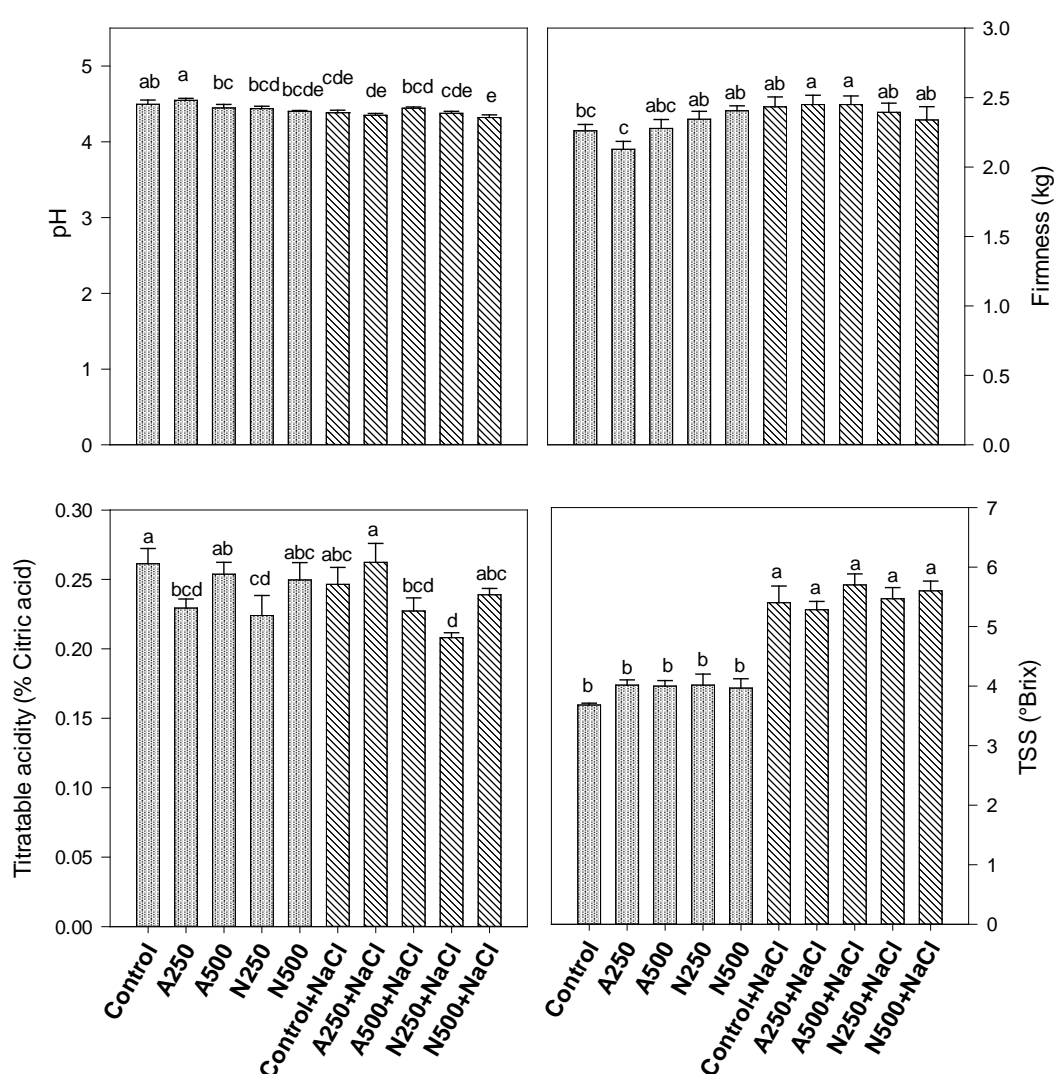 pH
5
4
3
2
1
0
ab
a
bc
bcd
bcde
cde
de
bcd
cde
e
bc
c
abc
ab
ab
ab
a
a
ab
ab
3.0
2.5
2.0
1.5
1.0
0.5
0.0
Firmness (kg)
Titratable acidity (% Citric acid)
0.30
0.25
0.20
0.15
0.10
0.05
0.00
a
bcd
ab
cd
abc
abc
a
bcd
d
abc
Control
A250
A500
N250
N500
Control+NaCl
A250+NaCl
A500+NaCl
N250+NaCl
N500+NaCl
b
b
b
b
b
a
a
a
a
a
7
6
5
4
3
2
1
0
TSS (°Brix)
Control
A250
A500
N250
N500
Control+NaCl
A250+NaCl
A500+NaCl
N250+NaCl
N500+NaCl